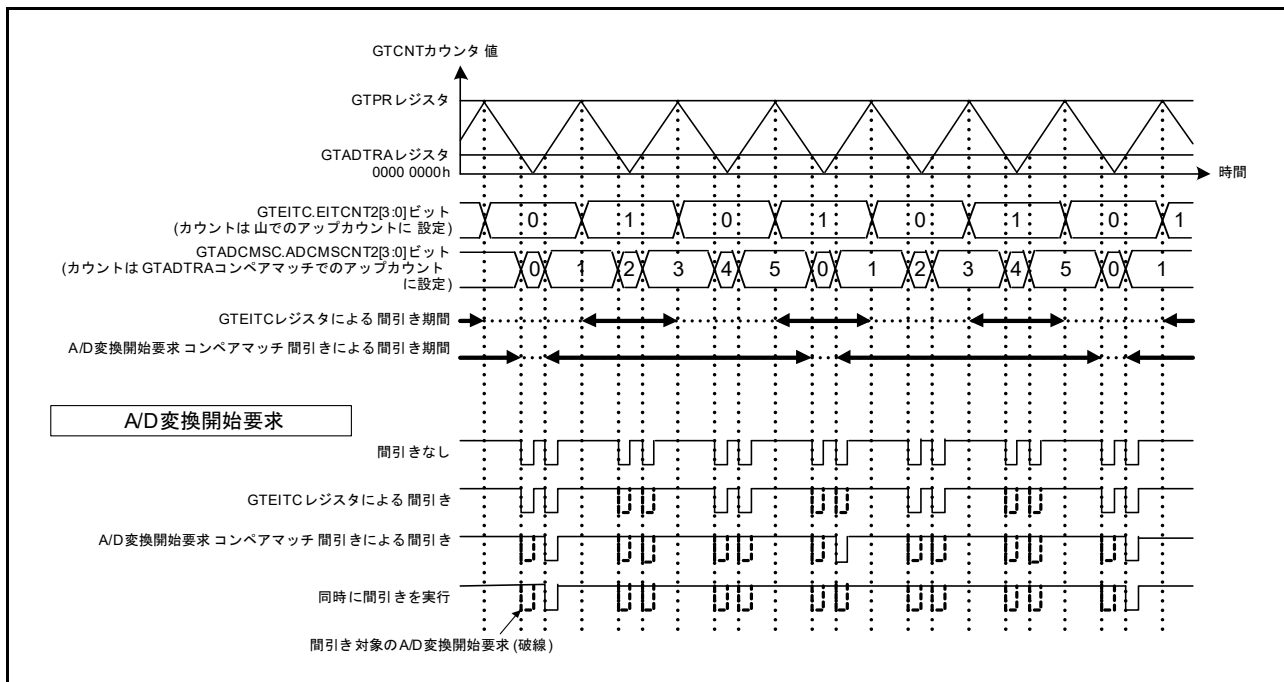 GTCNTカウンタ値
GTPRレジスタ
GTADTRAレジスタ
0000 0000h
時間
GTEITC.EITCNT2[3:0]ビット
(カウントは山でのアップカウントに設定)
0 1 0 1 0 1 0 1
GTADCMSC.ADCMSCNT2[3:0]ビット
(カウントはGTADTRAコンペアマッチでのアップカウント
に設定)
0 1 2 3 4 5 0 1 2 3 4 5 0 1
GTEITCレジスタによる間引き期間
A/D変換開始要求コンペアマッチ間引きによる間引き期間
A/D変換開始要求
間引きなし
GTEITCレジスタによる間引き
A/D変換開始要求コンペアマッチ間引きによる間引き
同時に間引きを実行
間引き対象のA/D変換開始要求(破線)